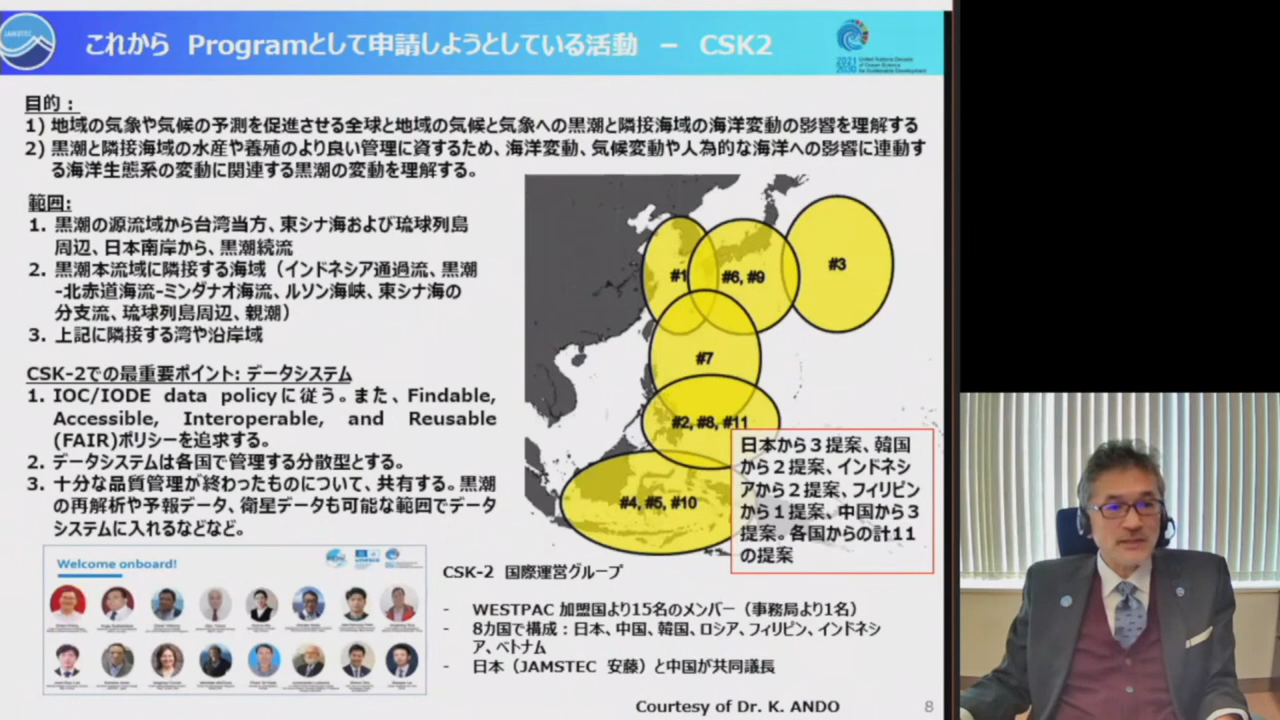 JAMSTEC
これから Programとして申請しようとしている活動 － CSK2
2021
2030
United Nations Decade
of Ocean Science
for Sustainable Development
目的：
1) 地域の気象や気候の予測を促進させる全球と地域の気候と気象への黒潮と隣接海域の海洋変動の影響を理解する
2) 黒潮と隣接海域の水産や養殖のより良い管理に資するため、海洋変動、気候変動や人為的な海洋への影響に連動す
る海洋生態系の変動に関連する黒潮の変動を理解する。
範囲:
1. 黒潮の源流域から台湾当方、東シナ海および琉球列島
周辺、日本南岸から、黒潮続流
2. 黒潮本流域に隣接する海域（インドネシア通過流、黒潮
-北赤道海流-ミンダナオ海流、ルソン海峡、東シナ海の
分支流、琉球列島周辺、親潮）
3. 上記に隣接する湾や沿岸域
CSK-2での最重要ポイント: データシステム
1. IOC/IODE data policyに従う。また、Findable,
Accessible, Interoperable, and Reusable
(FAIR)ポリシーを追求する。
2. データシステムは各国で管理する分散型とする。
3. 十分な品質管理が終わったものについて、共有する。黒潮
の再解析や予報データ、衛星データも可能な範囲でデータ
システムに入れるなどなど。
#1
#6, #9
#3
#7
#2, #8, #11
#4, #5, #10
日本から３提案、韓国
から２提案、インドネシ
アから２提案、フィリピン
から１提案、中国から３
提案。各国からの計11
の提案
Welcome onboard!
CSK-2 国際運営グループ
- WESTPAC 加盟国より15名のメンバー（事務局より1名）
- 8カ国で構成：日本、中国、韓国、ロシア、フィリピン、インドネシ
ア、ベトナム
- 日本（JAMSTEC 安藤）と中国が共同議長
Courtesy of Dr. K. ANDO
8